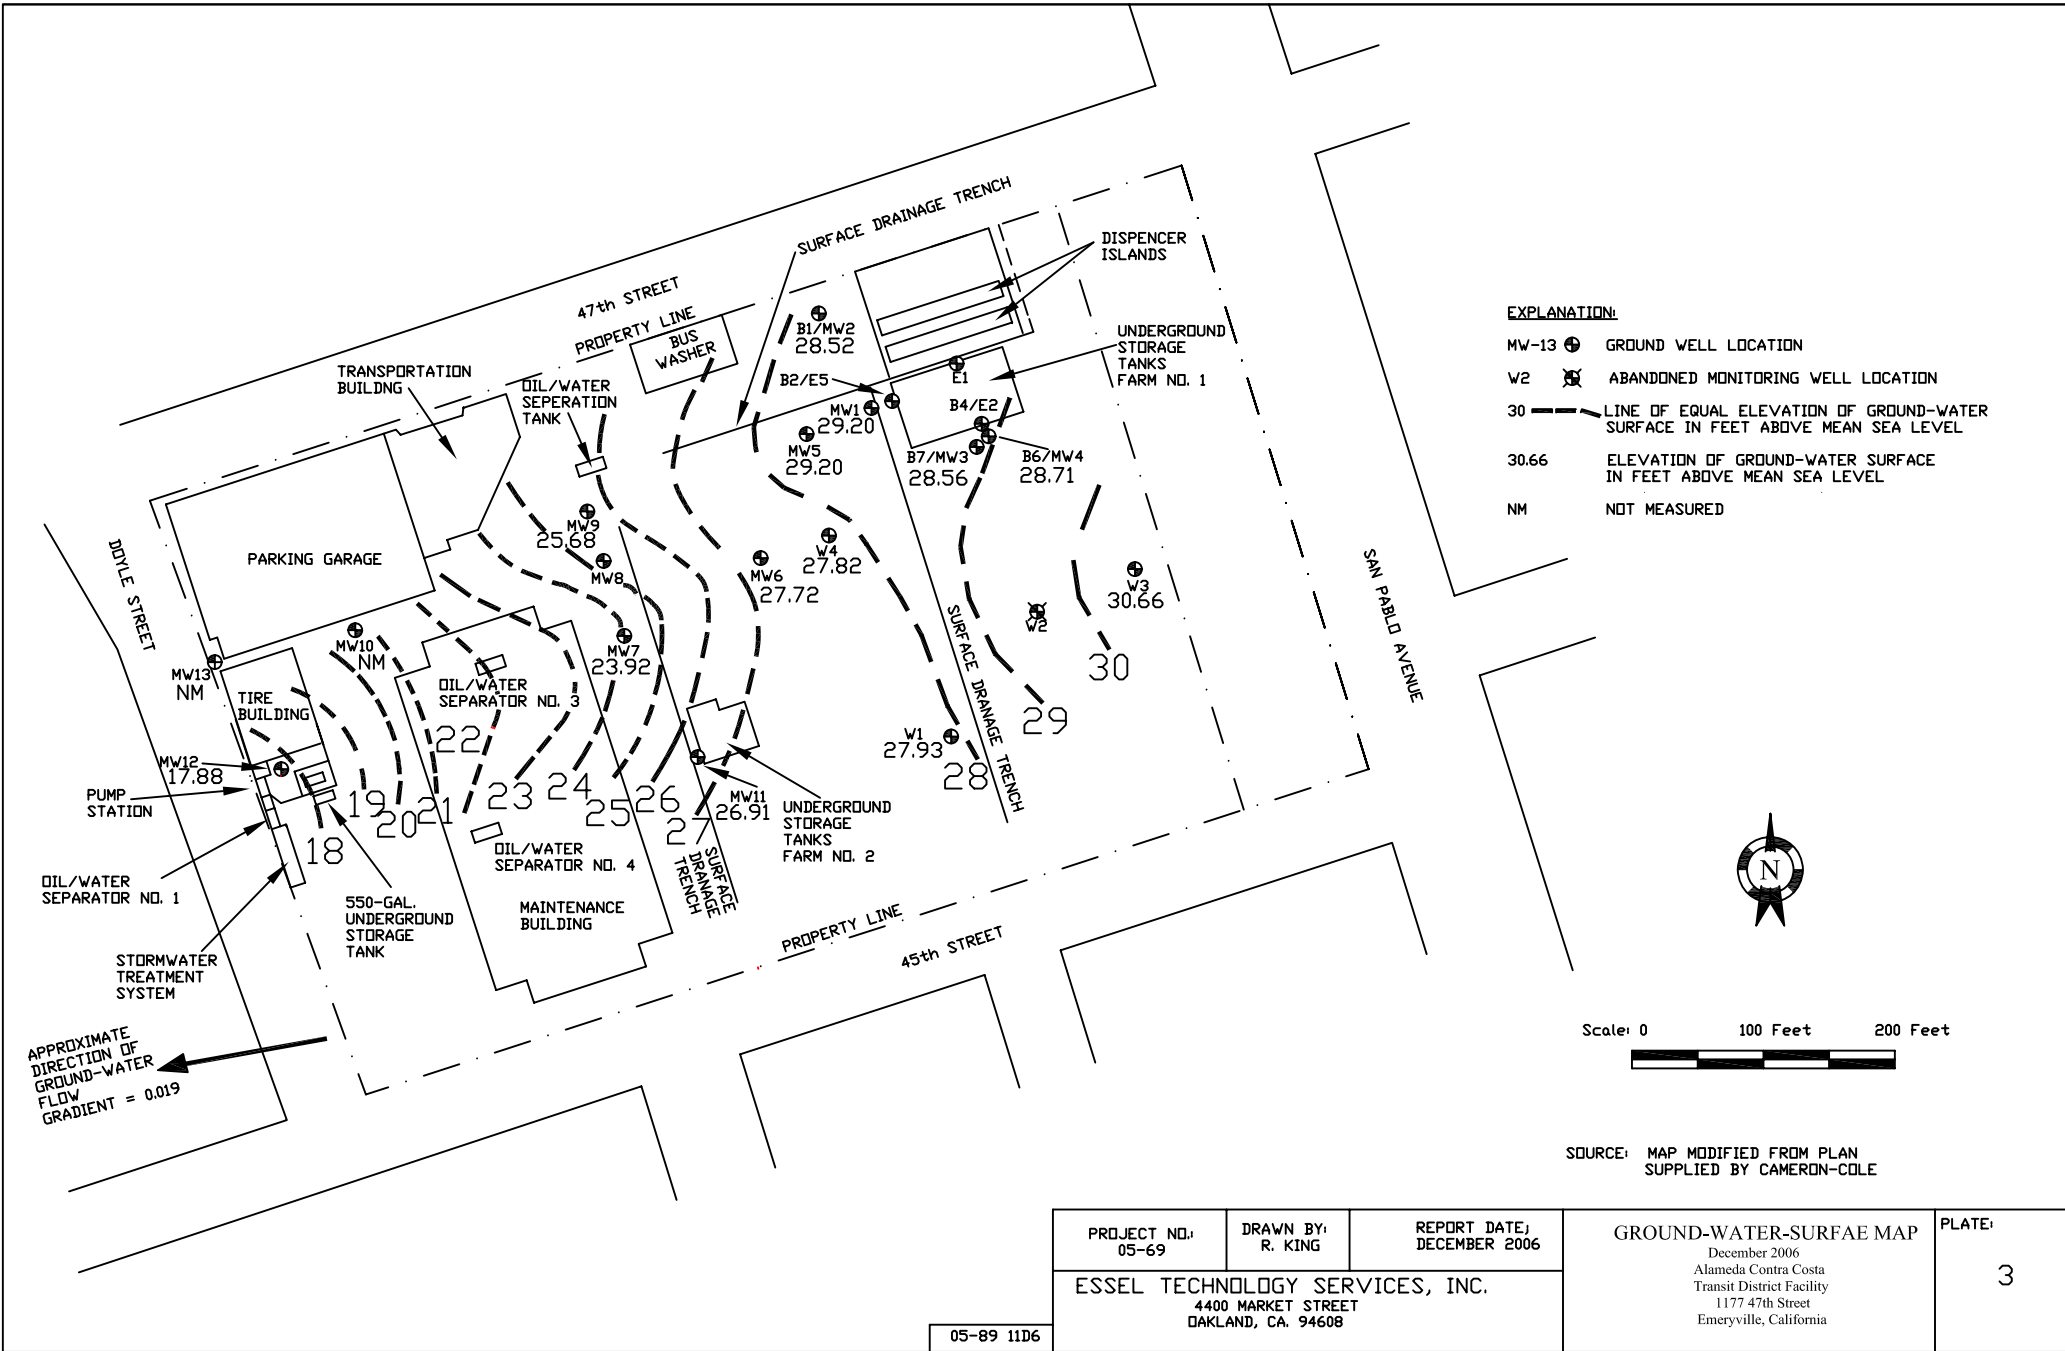 SURFACE DRAINAGE TRENCH
DISPENCER
ISLANDS
47th STREET
PROPERTY LINE
BUS
WASHER
B1/MW2
28.52
UNDERGROUND
STORAGE
TANKS
FARM NO. 1
TRANSPORTATION
BUILDNG
OIL/WATER
SEPERATION
TANK
B2/E5
E1
MW1
29.20
B4/E2
MW5
29.20
B7/MW3
28.56
B6/MW4
28.71
MW9
25.68
MW8
W4
27.82
MW6
27.72
W3
30.66
W2
PARKING GARAGE
DOYLE STREET
SAN PABLO AVENUE
MW10
NM
MW13
NM
MW7
23.92
OIL/WATER
SEPARATOR NO. 3
TIRE
BUILDING
SURFACE DRANAGE TRENCH
W1
27.93
MW12
17.88
PUMP
STATION
MW11
26.91
18
19
20
21
22
23
24
25
26
27
28
29
30
UNDERGROUND
STORAGE
TANKS
FARM NO. 2
SURFACE
DRANAGE
TRENCH
OIL/WATER
SEPARATOR NO. 4
OIL/WATER
SEPARATOR NO. 1
550-GAL.
UNDERGROUND
STORAGE
TANK
MAINTENANCE
BUILDING
STORMWATER
TREATMENT
SYSTEM
PROPERTY LINE
45th STREET
APPROXIMATE
DIRECTION OF
GROUND-WATER
FLOW
GRADIENT = 0.019
EXPLANATION:
MW-13 GROUND WELL LOCATION
W2 ABANDONED MONITORING WELL LOCATION
30 LINE OF EQUAL ELEVATION OF GROUND-WATER
SURFACE IN FEET ABOVE MEAN SEA LEVEL
30.66 ELEVATION OF GROUND-WATER SURFACE
IN FEET ABOVE MEAN SEA LEVEL
NM NOT MEASURED
N
Scale: 0 100 Feet 200 Feet
SOURCE: MAP MODIFIED FROM PLAN
SUPPLIED BY CAMERON-COLE
PROJECT NO.:
05-69
DRAWN BY:
R. KING
REPORT DATE;
DECEMBER 2006
ESSEL TECHNOLOGY SERVICES, INC.
4400 MARKET STREET
OAKLAND, CA. 94608
05-89 11D6
GROUND-WATER-SURFAE MAP
December 2006
Alameda Contra Costa
Transit District Facility
1177 47th Street
Emeryville, California
PLATE:
3